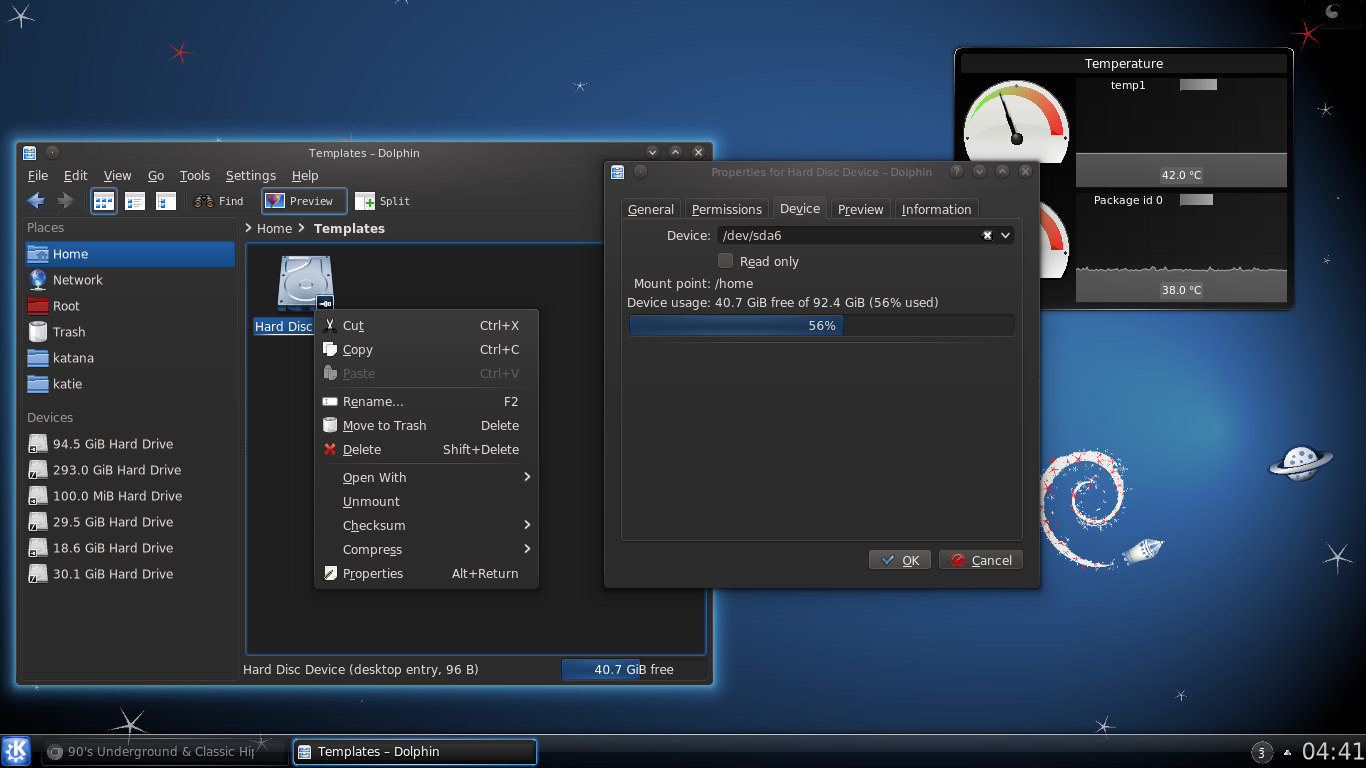 Temperature
temp1
42.0 °C
Package id 0
38.0 °C
Templates – Dolphin
File Edit View Go Tools Settings Help
Find Preview Split
Places
Home
Network
Root
Trash
katana
katie
Devices
94.5 GiB Hard Drive
293.0 GiB Hard Drive
100.0 MiB Hard Drive
29.5 GiB Hard Drive
18.6 GiB Hard Drive
30.1 GiB Hard Drive
Home Templates
Hard Disc
Cut Ctrl+X
Copy Ctrl+C
Paste Ctrl+V
Rename... F2
Move to Trash Delete
Delete Shift+Delete
Open With
Unmount
Checksum
Compress
Properties Alt+Return
Hard Disc Device (desktop entry, 96 B)
40.7 GiB free
Properties for Hard Disc Device – Dolphin
General Permissions Device Preview Information
Device: /dev/sda6
Read only
Mount point: /home
Device usage: 40.7 GiB free of 92.4 GiB (56% used)
56%
OK Cancel
90's Underground & Classic Hip
Templates – Dolphin
3
04:41